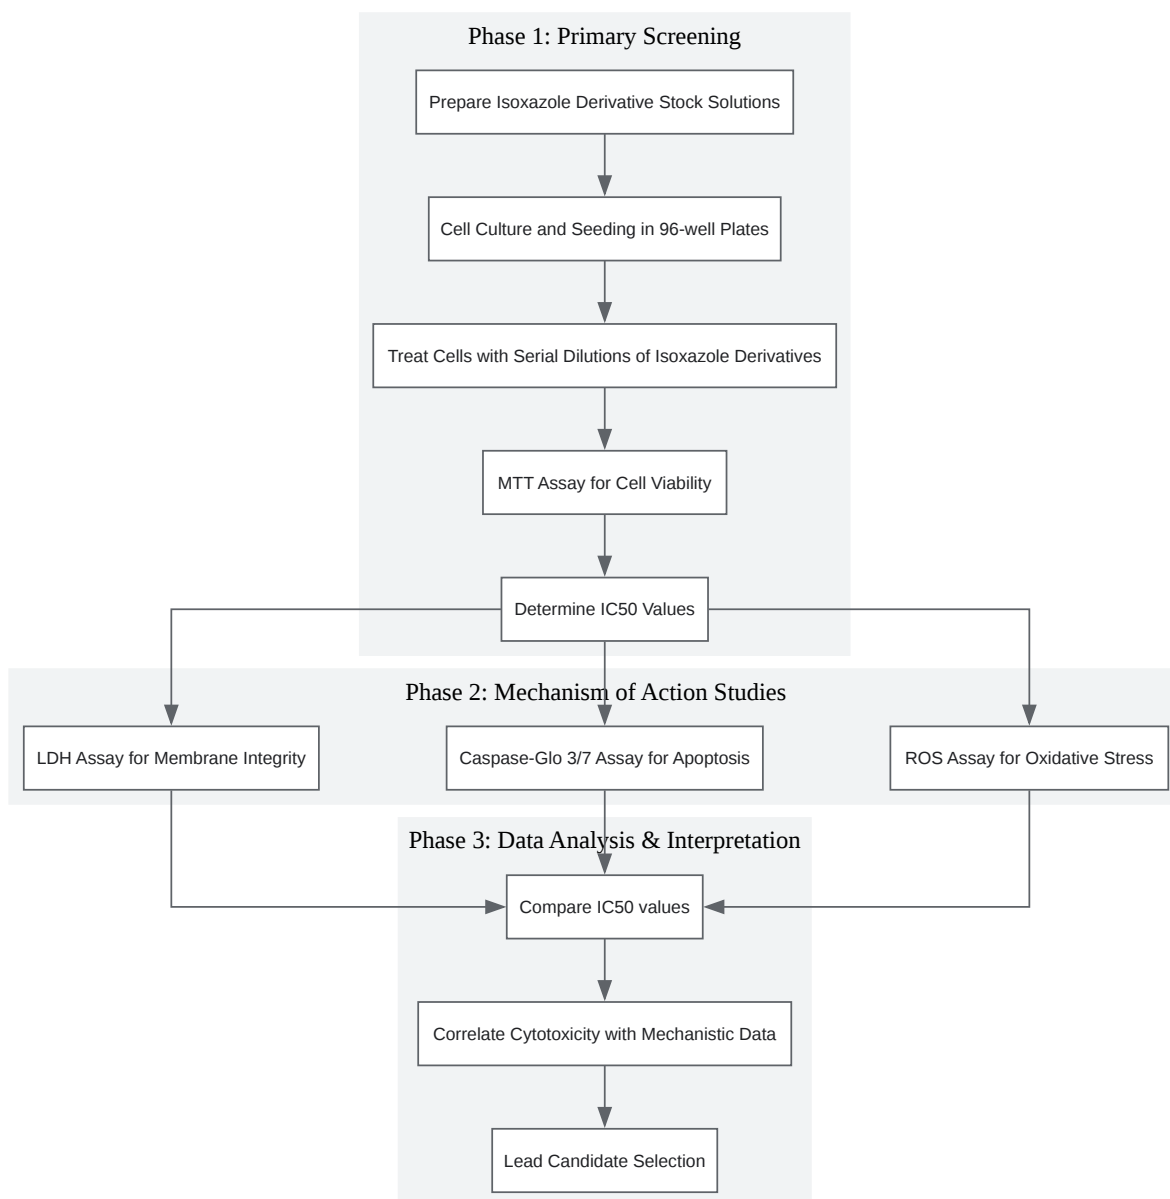 Phase 1: Primary Screening
Prepare Isoxazole Derivative Stock Solutions
Cell Culture and Seeding in 96-well Plates
Treat Cells with Serial Dilutions of Isoxazole Derivatives
MTT Assay for Cell Viability
Determine IC50 Values
Phase 2: Mechanism of Action Studies
LDH Assay for Membrane Integrity
Caspase-Glo 3/7 Assay for Apoptosis
ROS Assay for Oxidative Stress
Phase 3: Data Analysis & Interpretation
Compare IC50 values
Correlate Cytotoxicity with Mechanistic Data
Lead Candidate Selection